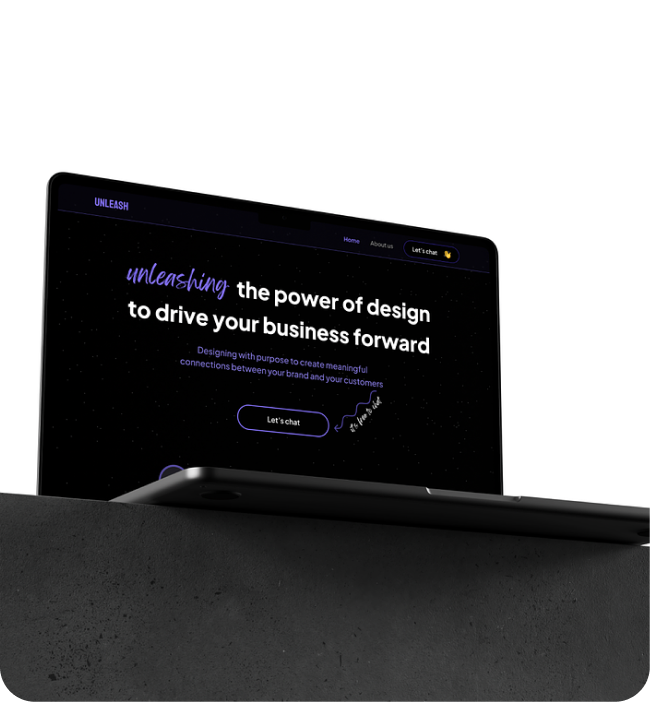 UNLEASH
Home About us Let's chat
unleashing the power of design
to drive your business forward
Designing with purpose to create meaningful
connections between your brand and your customers
Let's chat
it's free to chat